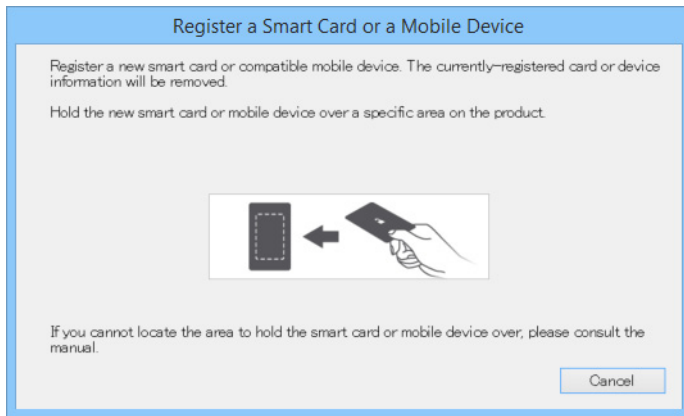 Register a Smart Card or a Mobile Device
Register a new smart card or compatible mobile device. The currently-registered card or device
information will be removed.
Hold the new smart card or mobile device over a specific area on the product.
If you cannot locate the area to hold the smart card or mobile device over, please consult the
manual.
Cancel